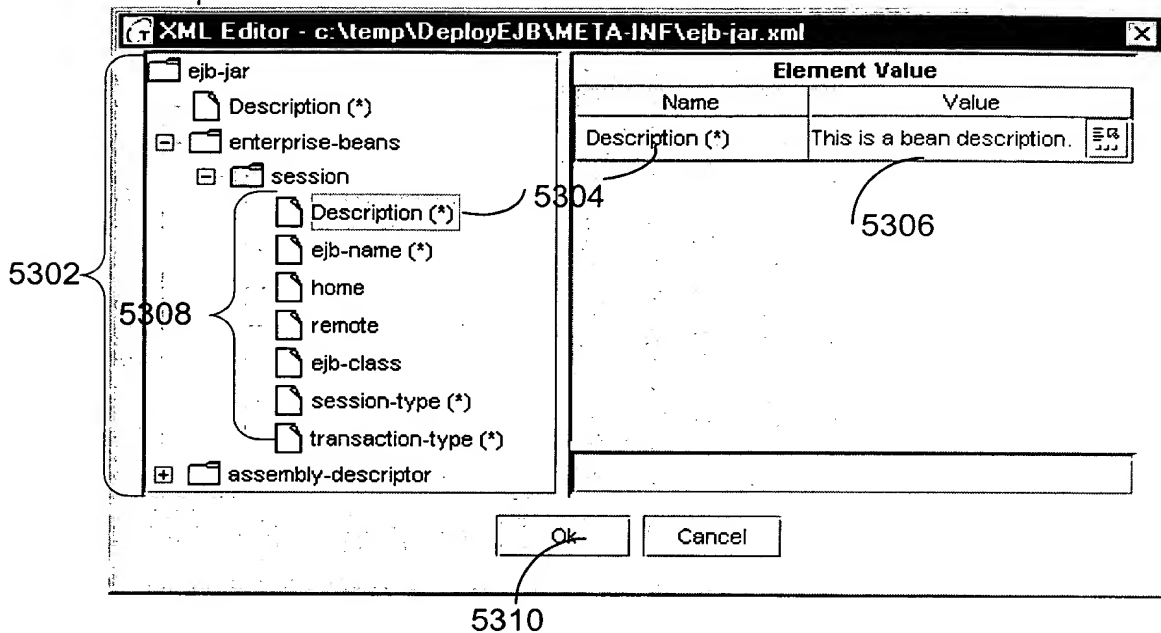 XML Editor - c:\temp\DeployEJB\META-INF\ejb-jar.xml
ejb-jar
Description (*)
enterprise-beans
session
Description (*)
ejb-name (*)
home
remote
ejb-class
session-type (*)
transaction-type (*)
assembly-descriptor
Element Value
Name Value
Description (*) This is a bean description.
5302
5308
5304
5306
Ok Cancel
5310